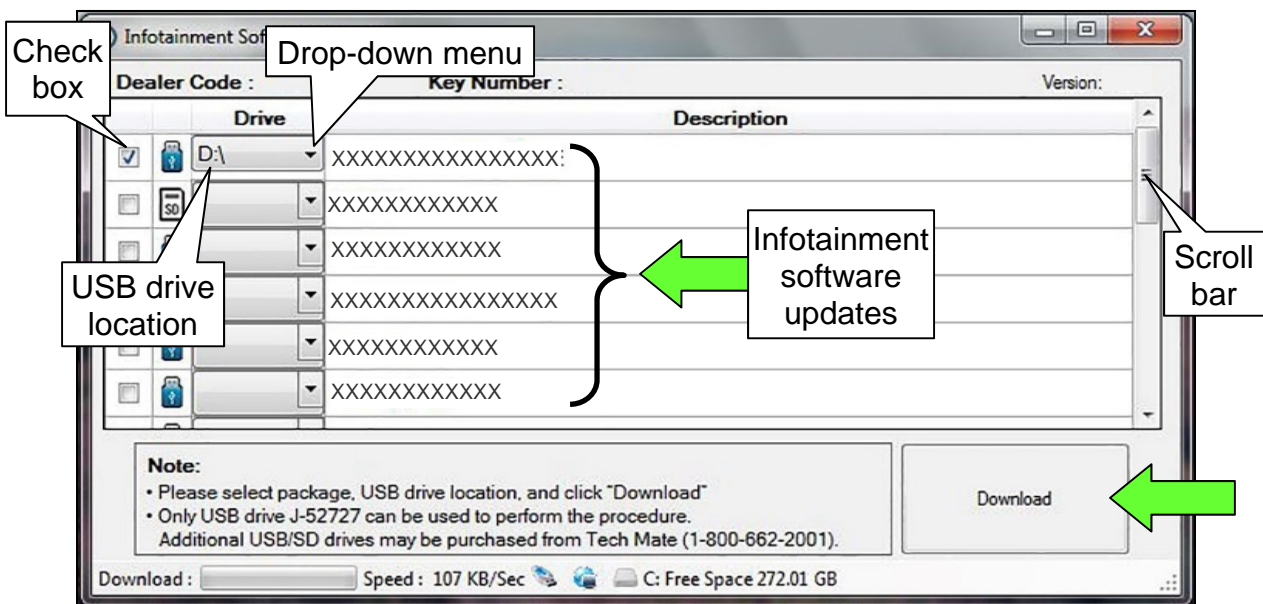 Check
box
Infotainment Sof
Drop-down menu
Dealer Code :
Key Number :
Version:
Drive
Description
D:\
XXXXXXXXXXXXXXXX:
SD
XXXXXXXXXXXX
XXXXXXXXXXXX
XXXXXXXXXXXXXXXX
XXXXXXXXXXXX
XXXXXXXXXXXX
USB drive
location
Infotainment
software
updates
Scroll
bar
Note:
• Please select package, USB drive location, and click "Download"
• Only USB drive J-52727 can be used to perform the procedure.
Additional USB/SD drives may be purchased from Tech Mate (1-800-662-2001).
Download
Download :
Speed : 107 KB/Sec
C: Free Space 272.01 GB